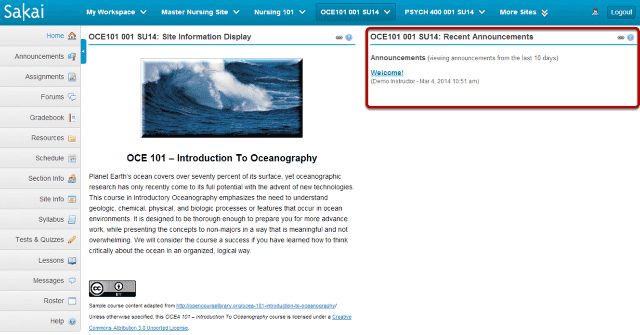 Sakai
My Workspace
Master Nursing Site
Nursing 101
OCE101 001 SU14
PSYCH 400 001 SU14
More Sites
Logout
Home
Announcements
Assignments
Forums
Gradebook
Resources
Schedule
Section Info
Site Info
Syllabus
Tests & Quizzes
Lessons
Messages
Roster
Help
OCE101 001 SU14: Site Information Display
OCE 101 – Introduction To Oceanography
Planet Earth's ocean covers over seventy percent of its surface, yet oceanographic
research has only recently come to its full potential with the advent of new technologies.
This course in Introductory Oceanography emphasizes the need to understand
geologic, chemical, physical, and biologic processes or features that occur in ocean
environments. It is designed to be thorough enough to prepare you for more advance
work, while presenting the concepts to non-majors in a way that is meaningful and not
overwhelming. We will consider the course a success if you have learned how to think
critically about the ocean in an organized, logical way.
cc
BY
Sample course content adapted from http://opencourselibrary.org/oces-101-introduction-to-oceanography/
Unless otherwise specified, this OCEA 101 – Introduction To Oceanography course is licensed under a Creative
Commons Attribution 3.0 Unported License.
OCE101 001 SU14: Recent Announcements
Announcements (viewing announcements from the last 10 days)
Welcome!
(Demo Instructor - Mar 4, 2014 10:51 am)